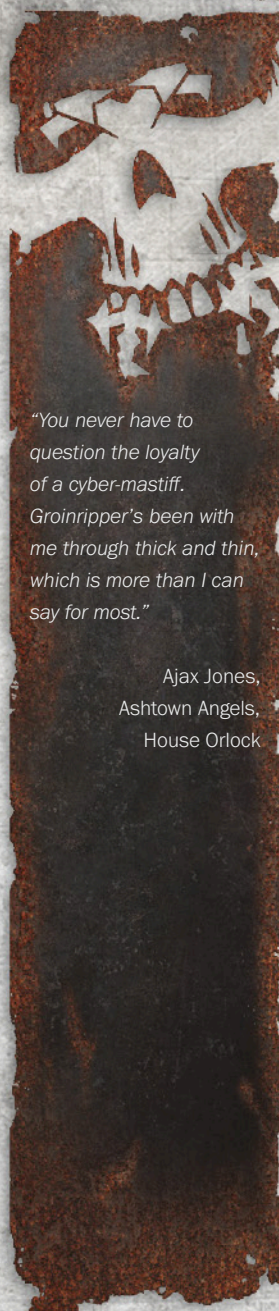 “You never have to
question the loyalty
of a cyber-mastiff.
Groinripper’s been with
me through thick and thin,
which is more than I can
say for most.”
Ajax Jones,
Ashtown Angels,
House Orlock